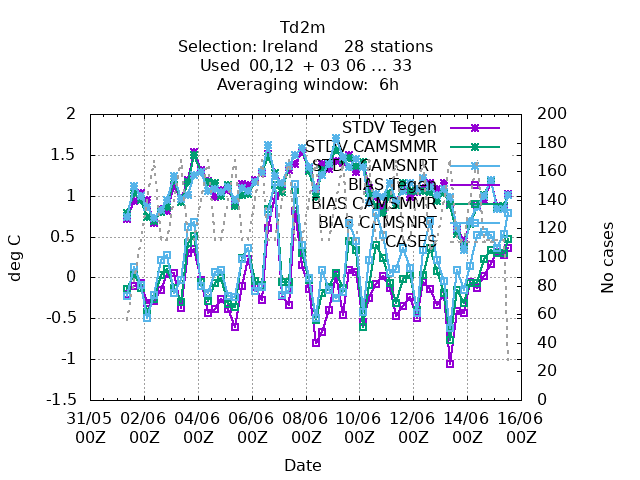 Td2m
Selection: Ireland 28 stations
Used 00,12 + 03 06 ... 33
Averaging window: 6h
2
1.5
1
0.5
0
-0.5
-1
-1.5
deg C
200
180
160
140
120
100
80
60
40
20
0
No cases
STDV Tegen
STDV CAMSMMR
STDV CAMSNRT
BIAS Tegen
BIAS CAMSMMR
BIAS CAMSNRT
CASES
31/05 02/06 04/06 06/06 08/06 10/06 12/06 14/06 16/06
00Z 00Z 00Z 00Z 00Z 00Z 00Z 00Z 00Z
Date